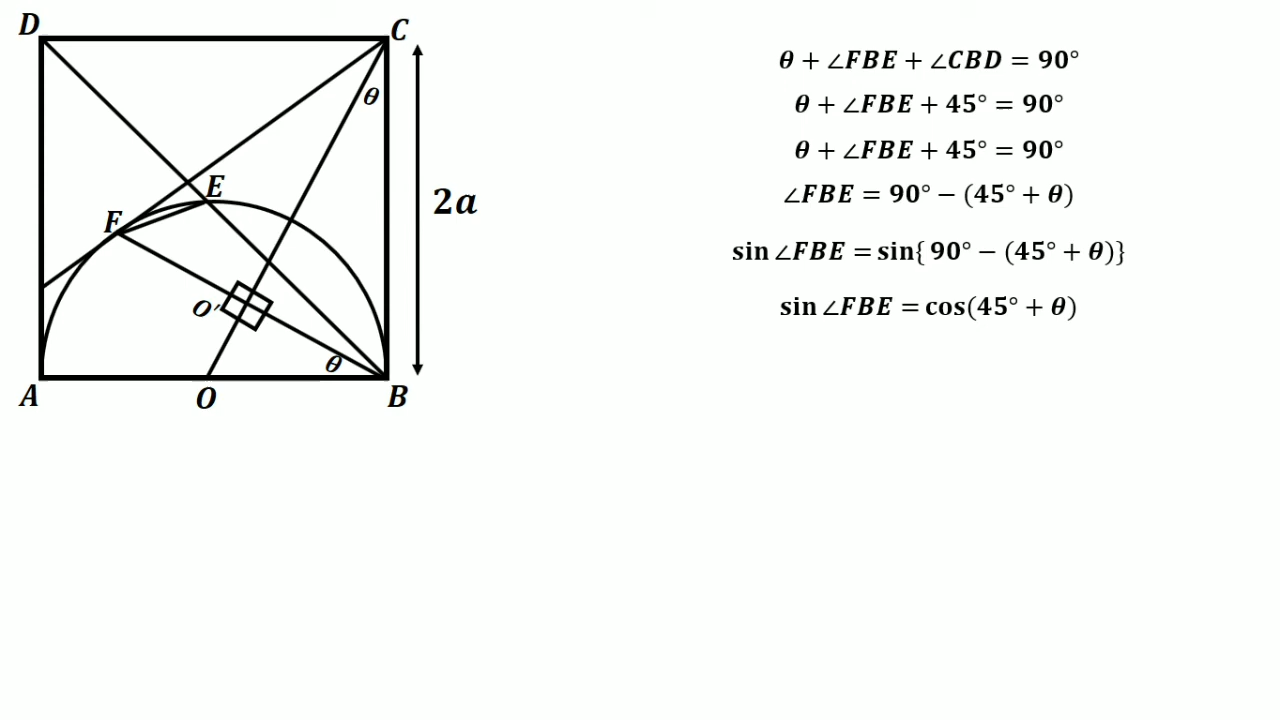 D
C
θ
θ + ∠FBE + ∠CBD = 90°
θ + ∠FBE + 45° = 90°
θ + ∠FBE + 45° = 90°
E
2a
∠FBE = 90° − (45° + θ)
F
sin ∠FBE = sin{ 90° − (45° + θ)}
O′
sin ∠FBE = cos(45° + θ)
θ
A
O
B